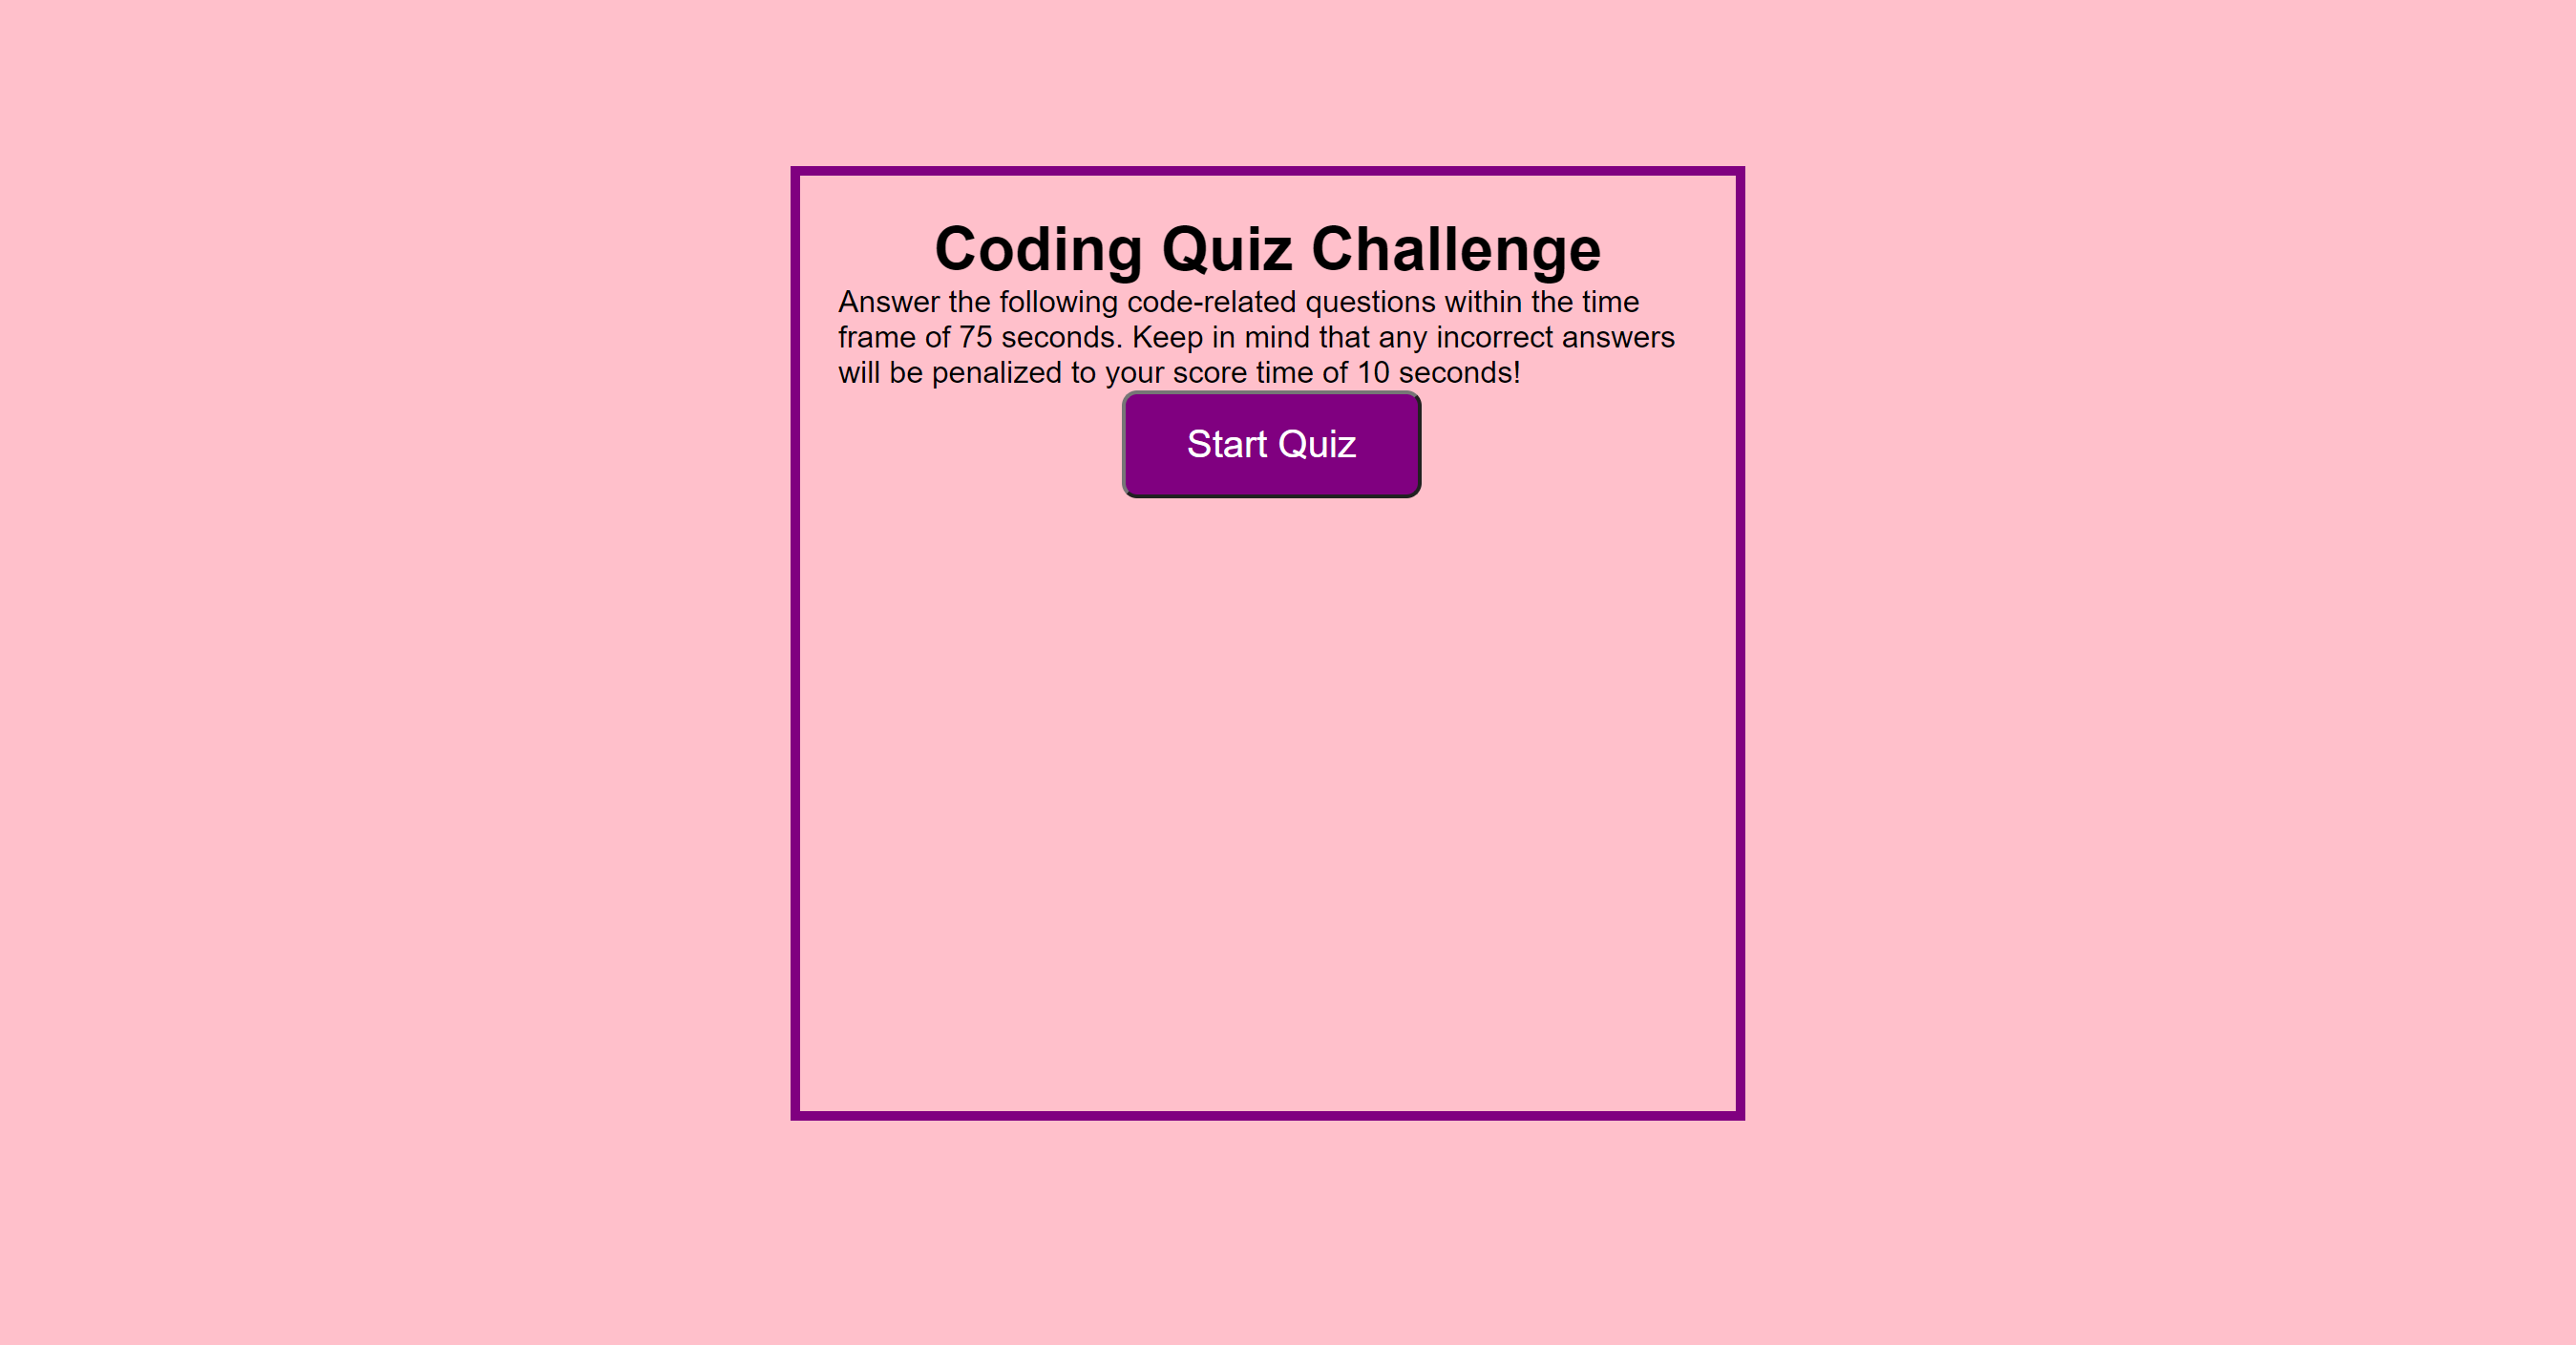 Coding Quiz Challenge
Answer the following code-related questions within the time
frame of 75 seconds. Keep in mind that any incorrect answers
will be penalized to your score time of 10 seconds!
Start Quiz